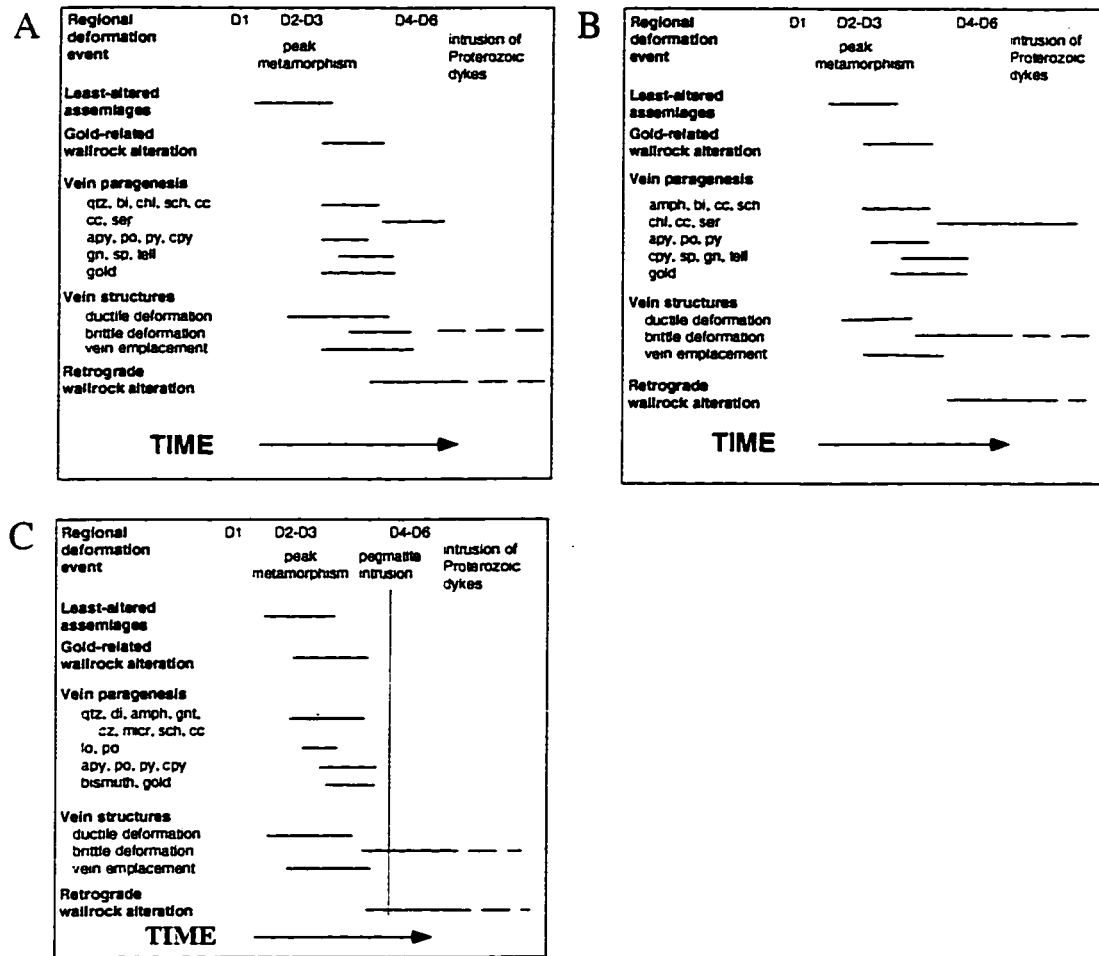 A
Regional D1 D2-D3 D4-D6
deformation
event
peak
metamorphism
intrusion of
Proterozoic
dykes
Least-altered
assemlages
Gold-related
wallrock alteration
Vein paragenesis
qtz, bi, chl, sch, cc
cc, ser
apy, po, py, cpy
gn, sp, tell
gold
Vein structures
ductile deformation
brittle deformation
vein emplacement
Retrograde
wallrock alteration
TIME
B
Regional D1 D2-D3 D4-D6
deformation
event
peak
metamorphism
intrusion of
Proterozoic
dykes
Least-altered
assemlages
Gold-related
wallrock alteration
Vein paragenesis
amph, bi, cc, sch
chl, cc, ser
apy, po, py
cpy, sp, gn, tell
gold
Vein structures
ductile deformation
brittle deformation
vein emplacement
Retrograde
wallrock alteration
TIME
C
Regional D1 D2-D3 D4-D6
deformation
event
peak
metamorphism
pegmatite
intrusion
intrusion of
Proterozoic
dykes
Least-altered
assemlages
Gold-related
wallrock alteration
Vein paragenesis
qtz, di, amph, gnt,
cz, micr, sch, cc
lo, po
apy, po, py, cpy
bismuth, gold
Vein structures
ductile deformation
brittle deformation
vein emplacement
Retrograde
wallrock alteration
TIME